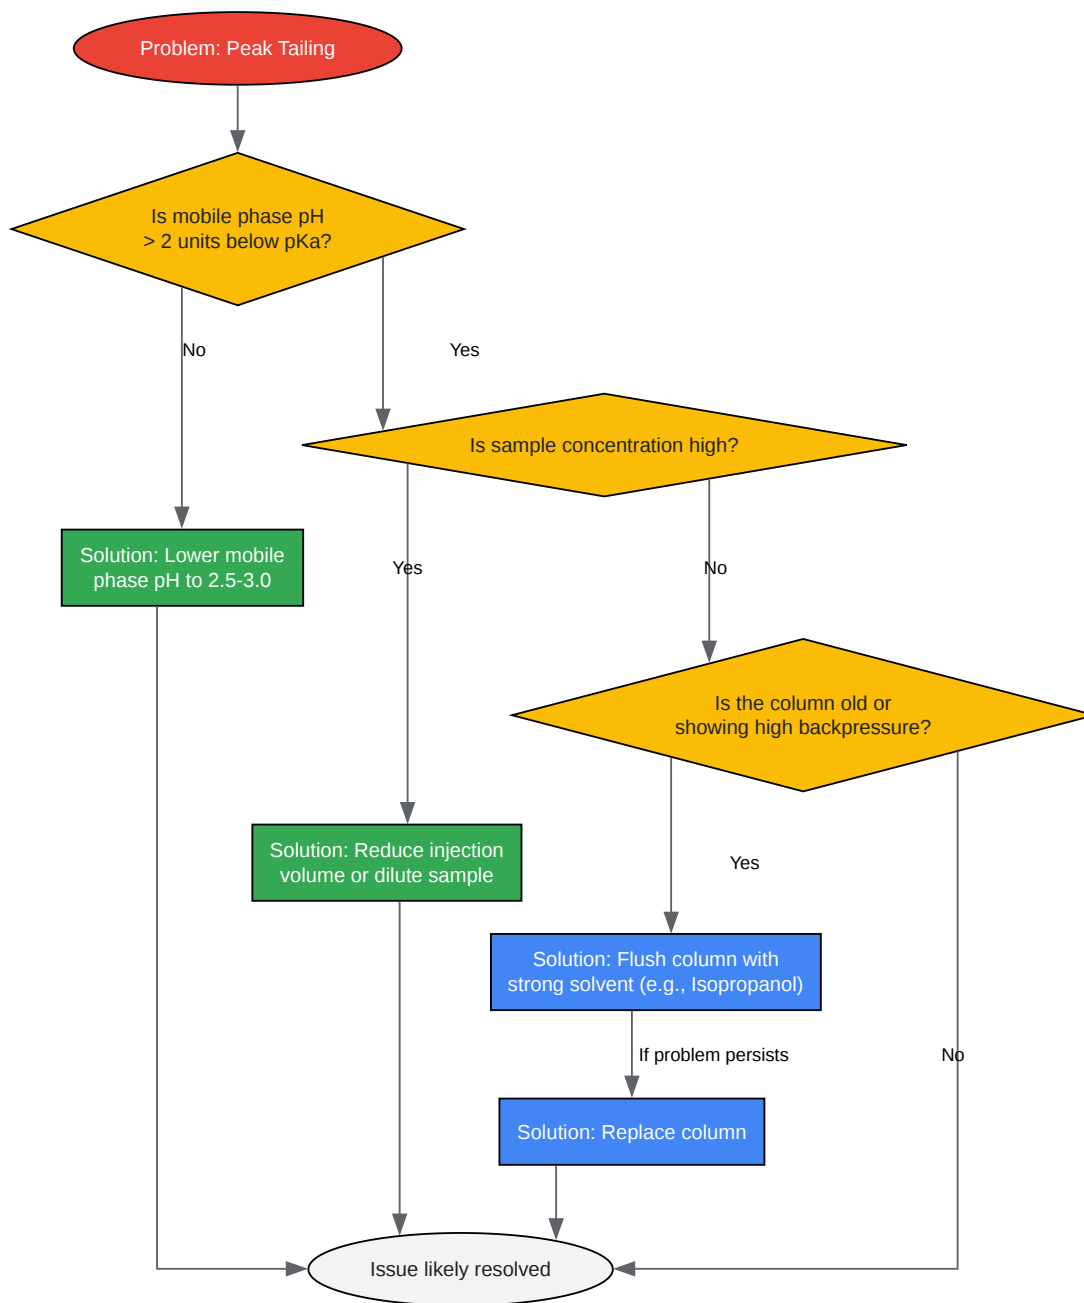 Problem: Peak Tailing
Is mobile phase pH
> 2 units below pKa?
No
Yes
Is sample concentration high?
Solution: Lower mobile
phase pH to 2.5-3.0
Yes
No
Is the column old or
showing high backpressure?
Solution: Reduce injection
volume or dilute sample
Yes
Solution: Flush column with
strong solvent (e.g., Isopropanol)
If problem persists
No
Solution: Replace column
Issue likely resolved